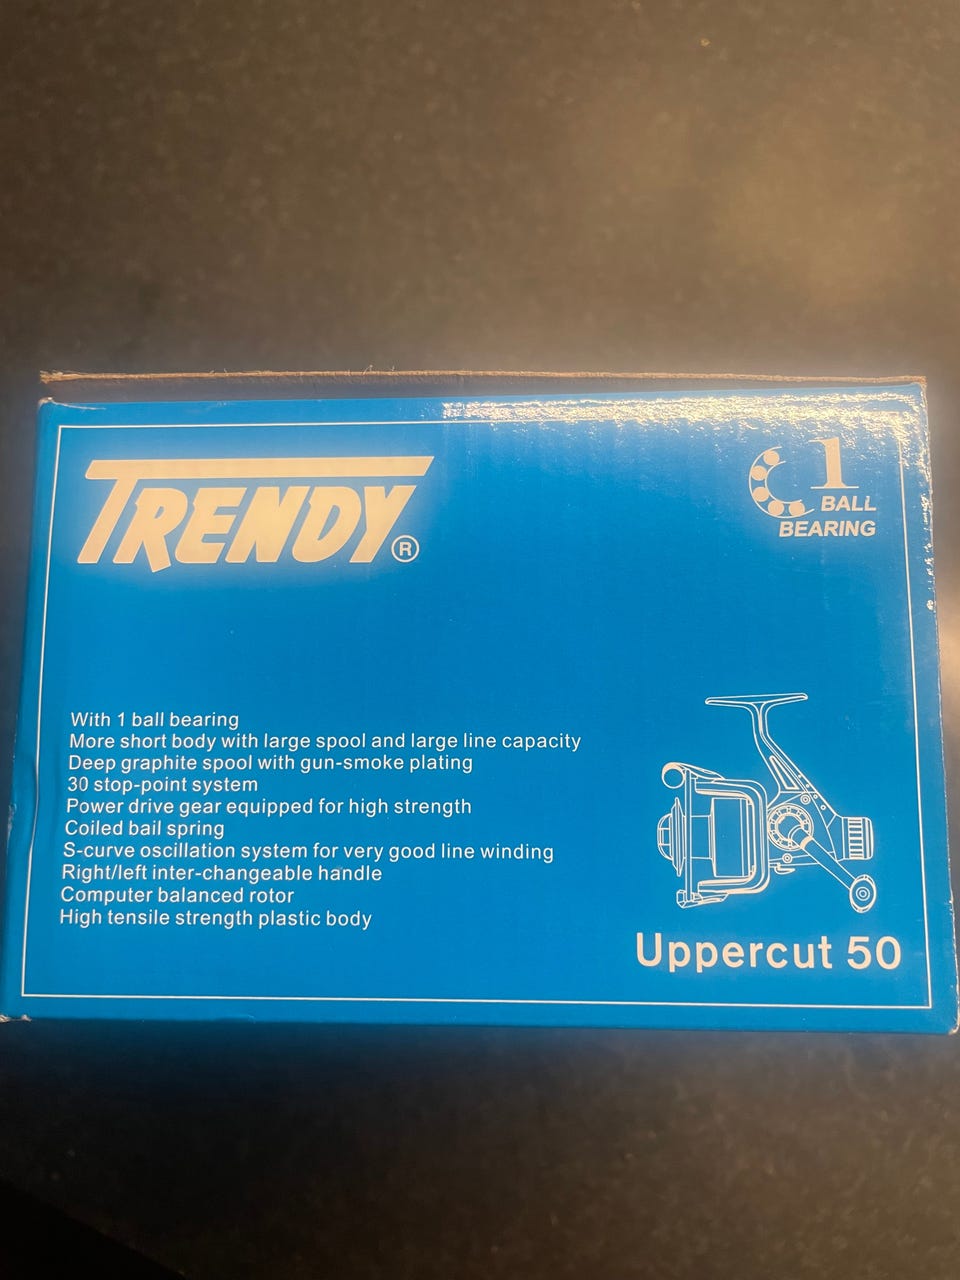 TRENDY®
1
BALL
BEARING
With 1 ball bearing
More short body with large spool and large line capacity
Deep graphite spool with gun-smoke plating
30 stop-point system
Power drive gear equipped for high strength
Coiled bail spring
S-curve oscillation system for very good line winding
Right/left inter-changeable handle
Computer balanced rotor
High tensile strength plastic body
Uppercut 50